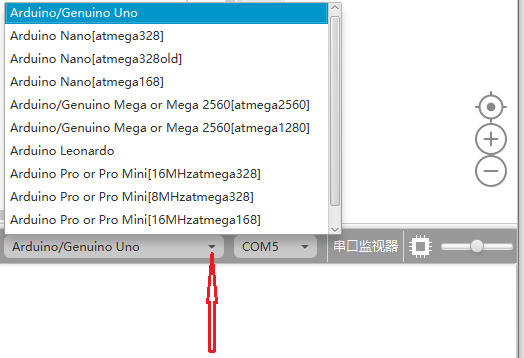 Arduino/Genuino Uno
Arduino Nano[atmega328]
Arduino Nano[atmega328old]
Arduino Nano[atmega168]
Arduino/Genuino Mega or Mega 2560[atmega2560]
Arduino/Genuino Mega or Mega 2560[atmega1280]
Arduino Leonardo
Arduino Pro or Pro Mini[16MHzatmega328]
Arduino Pro or Pro Mini[8MHzatmega328]
Arduino Pro or Pro Mini[16MHzatmega168]
Arduino/Genuino Uno COM5 串口监视器